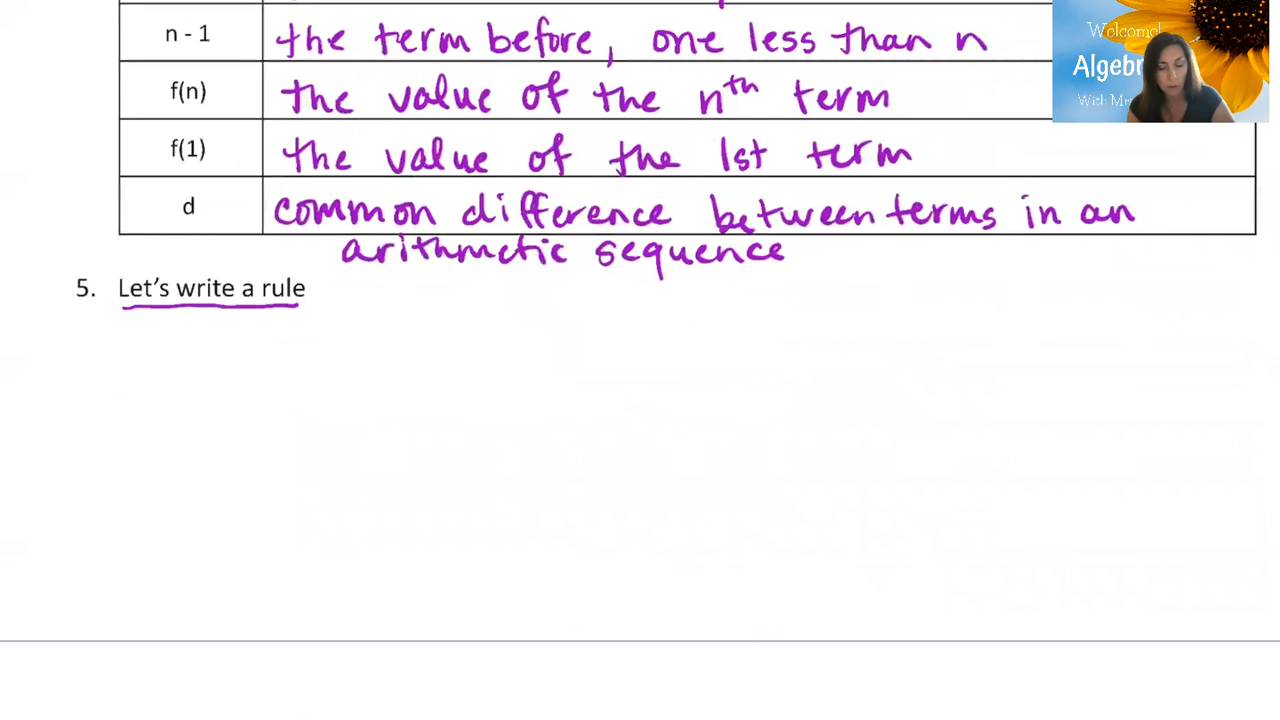 n - 1 the term before, one less than n
f(n) the value of the nth term
f(1) the value of the 1st term
d common difference between terms in an
arithmetic sequence
5. Let's write a rule
Welcome!
With